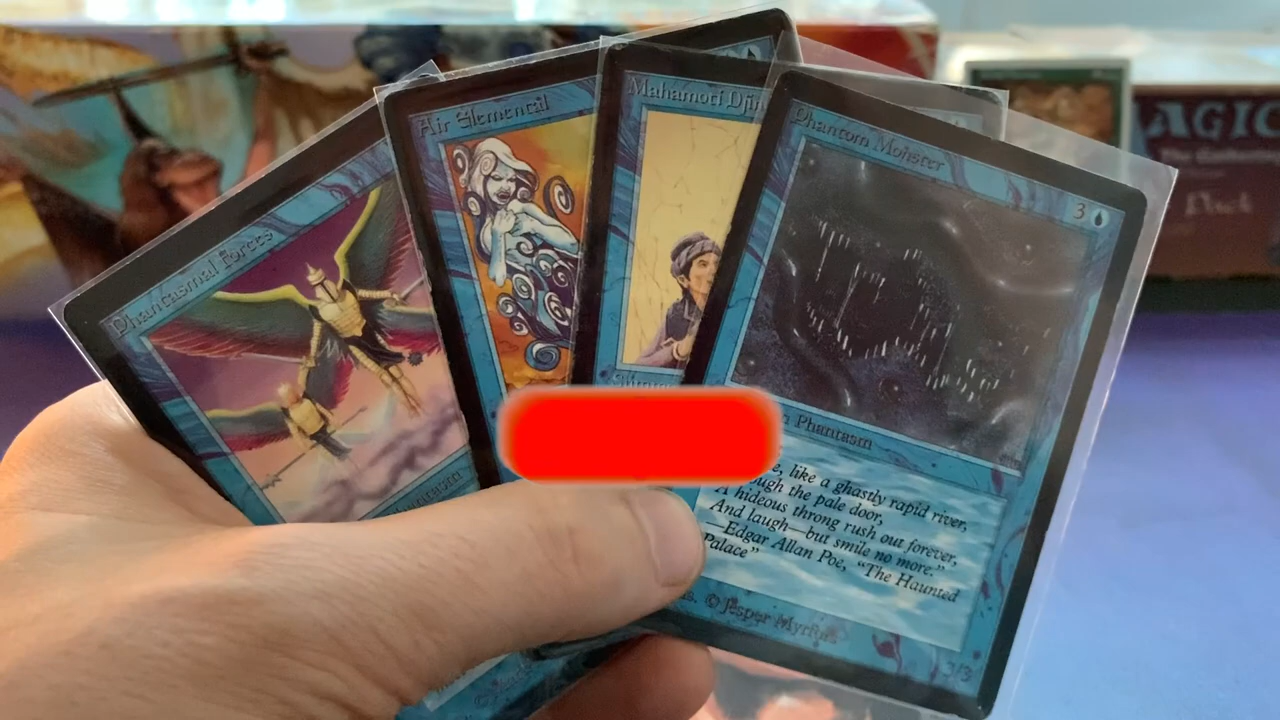 Phantasmal Forces
Air Elemental
Mahamoti Djin
Phantom Monster
3
Phantasm
like a ghastly rapid river,
the pale door,
A hideous throng rush out forever,
And laugh—but smile no more."
—Edgar Allan Poe, "The Haunted
Palace"
© Jesper Myrfors
3/3
AGIC
The Gathering